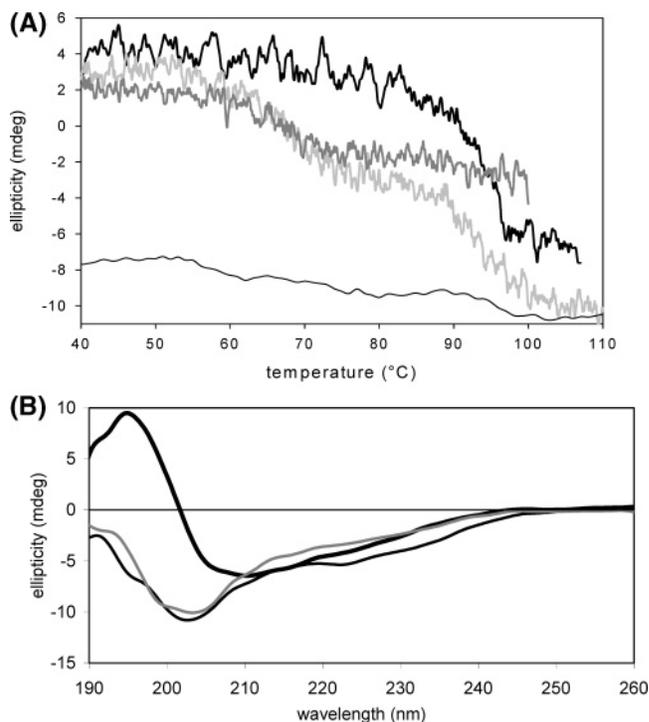 (A)
6
4
2
0
-2
-4
-6
-8
-10
ellipticity (mdeg)
40 50 60 70 80 90 100 110
temperature (°C)
(B)
10
5
0
-5
-10
-15
ellipticity (mdeg)
190 200 210 220 230 240 250 260
wavelength (nm)